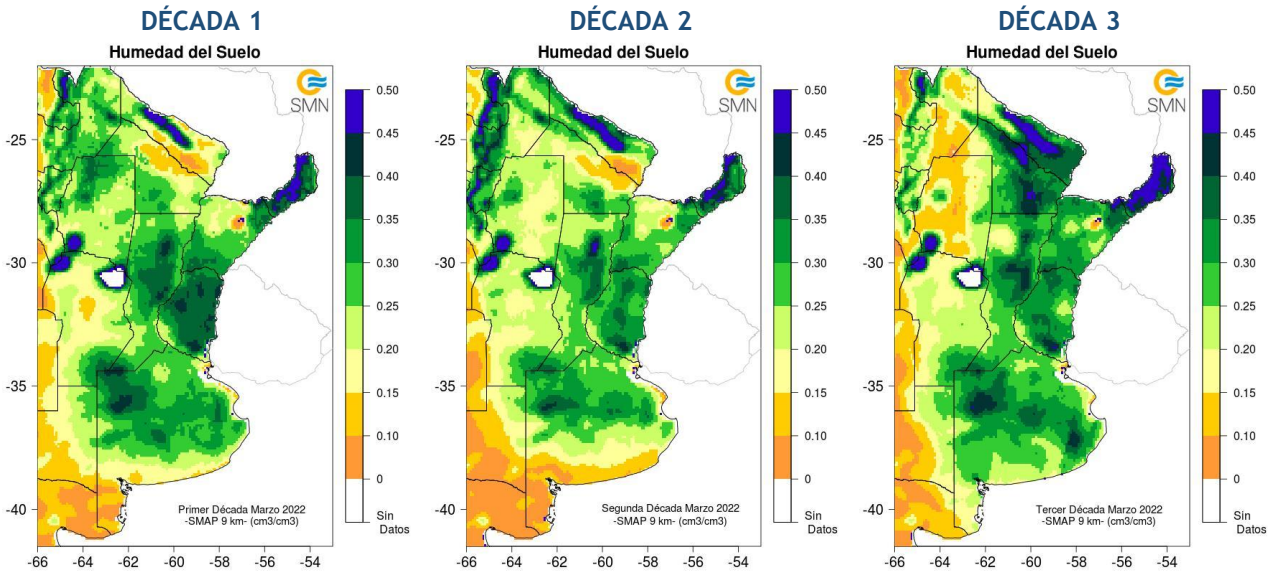 DÉCADA 1
DÉCADA 2
DÉCADA 3
Humedad del Suelo
Humedad del Suelo
Humedad del Suelo
SMN
SMN
SMN
0.50
0.45
0.40
0.35
0.30
0.25
0.20
0.15
0.10
0
Sin
Datos
0.50
0.45
0.40
0.35
0.30
0.25
0.20
0.15
0.10
0
Sin
Datos
0.50
0.45
0.40
0.35
0.30
0.25
0.20
0.15
0.10
0
Sin
Datos
-25
-30
-35
-40
-25
-30
-35
-40
-25
-30
-35
-40
Primer Década Marzo 2022
-SMAP 9 km- (cm3/cm3)
Segunda Década Marzo 2022
-SMAP 9 km- (cm3/cm3)
Tercer Década Marzo 2022
-SMAP 9 km- (cm3/cm3)
-66 -64 -62 -60 -58 -56 -54
-66 -64 -62 -60 -58 -56 -54
-66 -64 -62 -60 -58 -56 -54